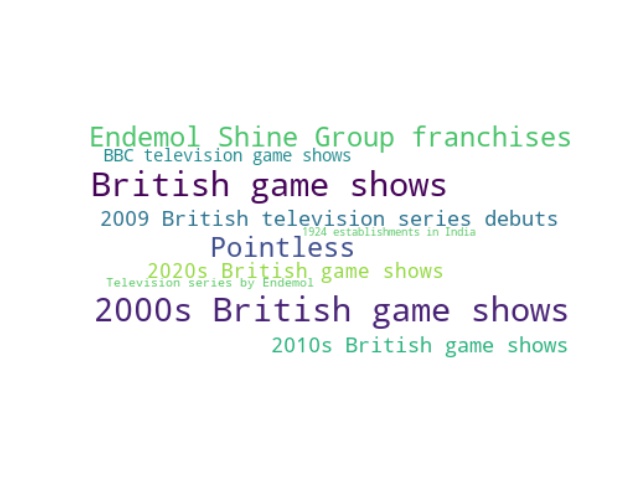 Endemol Shine Group franchises
BBC television game shows
British game shows
2009 British television series debuts
1924 establishments in India
Pointless
2020s British game shows
Television series by Endemol
2000s British game shows
2010s British game shows